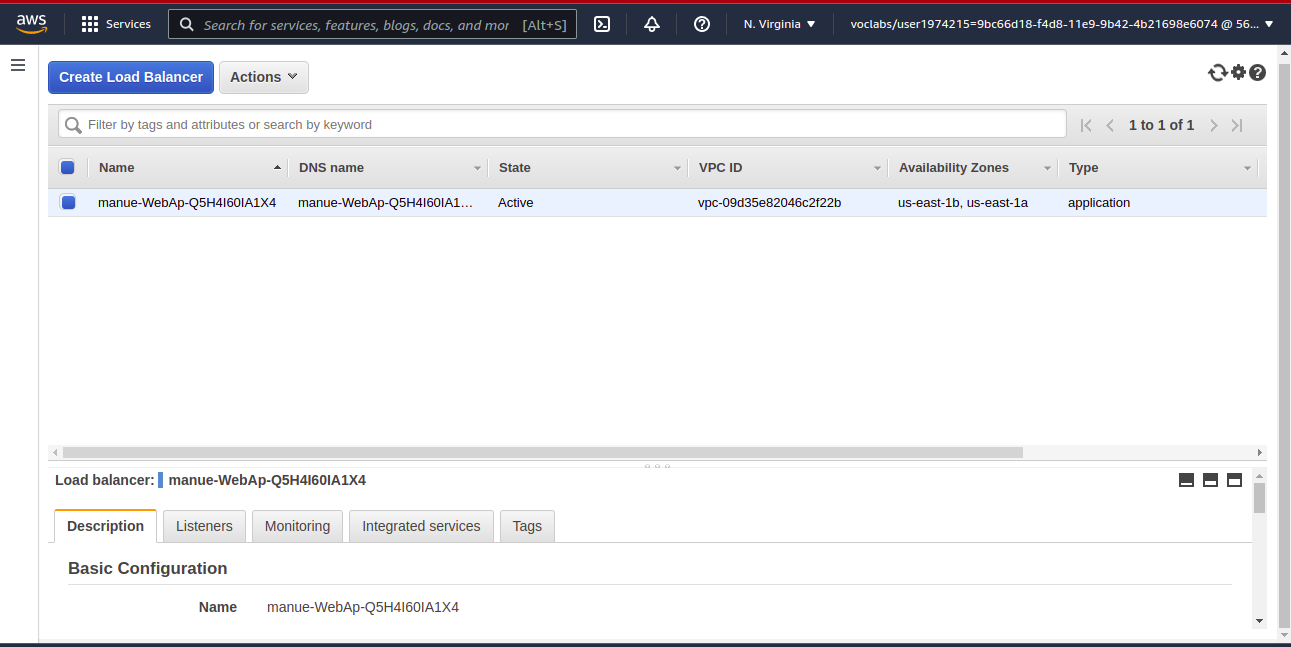 aws Services Search for services, features, blogs, docs, and mor [Alt+S] N. Virginia voclabs/user1974215=9bc66d18-f4d8-11e9-9b42-4b21698e6074 @ 56...
Create Load Balancer Actions
Filter by tags and attributes or search by keyword 1 to 1 of 1
Name DNS name State VPC ID Availability Zones Type
manue-WebAp-Q5H4I60IA1X4 manue-WebAp-Q5H4I60IA1... Active vpc-09d35e82046c2f22b us-east-1b, us-east-1a application
Load balancer: manue-WebAp-Q5H4I60IA1X4
Description Listeners Monitoring Integrated services Tags
Basic Configuration
Name manue-WebAp-Q5H4I60IA1X4